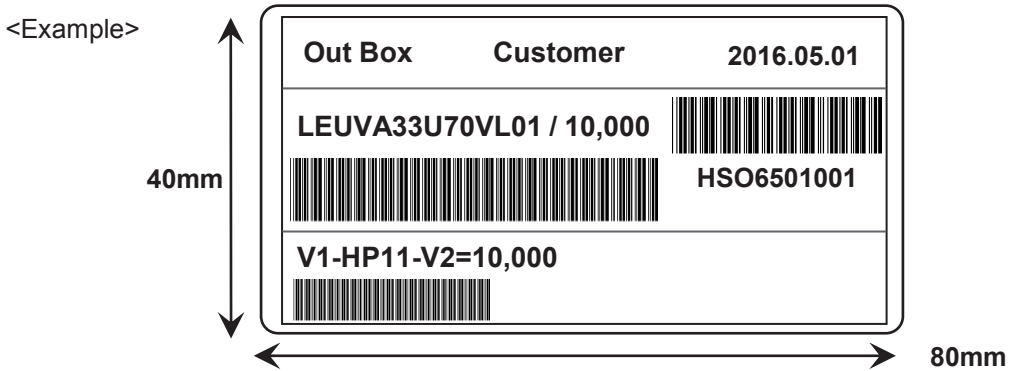 <Example>
Out Box Customer 2016.05.01
LEUVA33U70VL01 / 10,000
HSO6501001
40mm
V1-HP11-V2=10,000
80mm